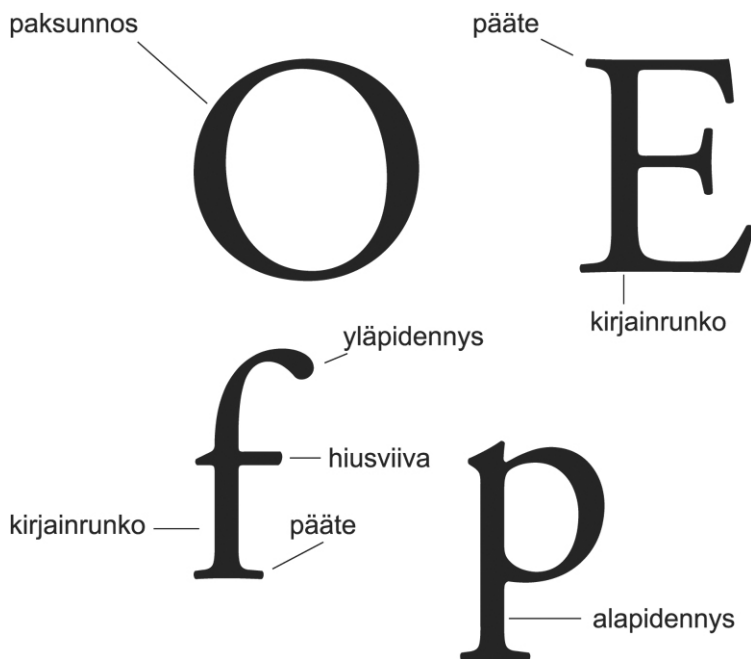 paksunnos
pääte
O
E
kirjainrunko
yläpidennys
f
hiusviiva
p
kirjainrunko
pääte
alapidennys